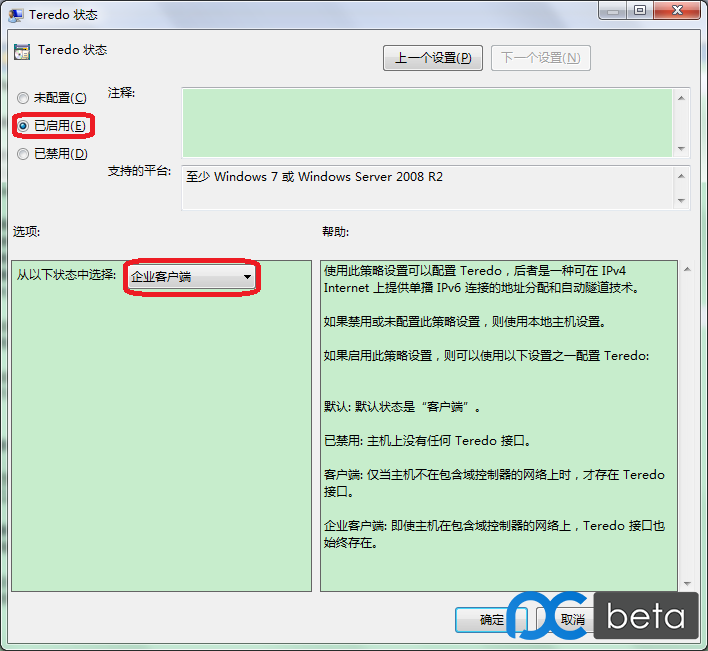 Teredo 状态
Teredo 状态
上一个设置(P)
下一个设置(N)
未配置(C)
注释:
已启用(E)
已禁用(D)
支持的平台:
至少 Windows 7 或 Windows Server 2008 R2
选项:
帮助:
从以下状态中选择:
企业客户端
使用此策略设置可以配置 Teredo，后者是一种可在 IPv4
Internet 上提供单播 IPv6 连接的地址分配和自动隧道技术。
如果禁用或未配置此策略设置，则使用本地主机设置。
如果启用此策略设置，则可以使用以下设置之一配置 Teredo:
默认: 默认状态是“客户端”。
已禁用: 主机上没有任何 Teredo 接口。
客户端: 仅当主机不在包含域控制器的网络上时，才存在 Teredo
接口。
企业客户端: 即使主机在包含域控制器的网络上，Teredo 接口也
始终存在。
确定
取消
PC beta